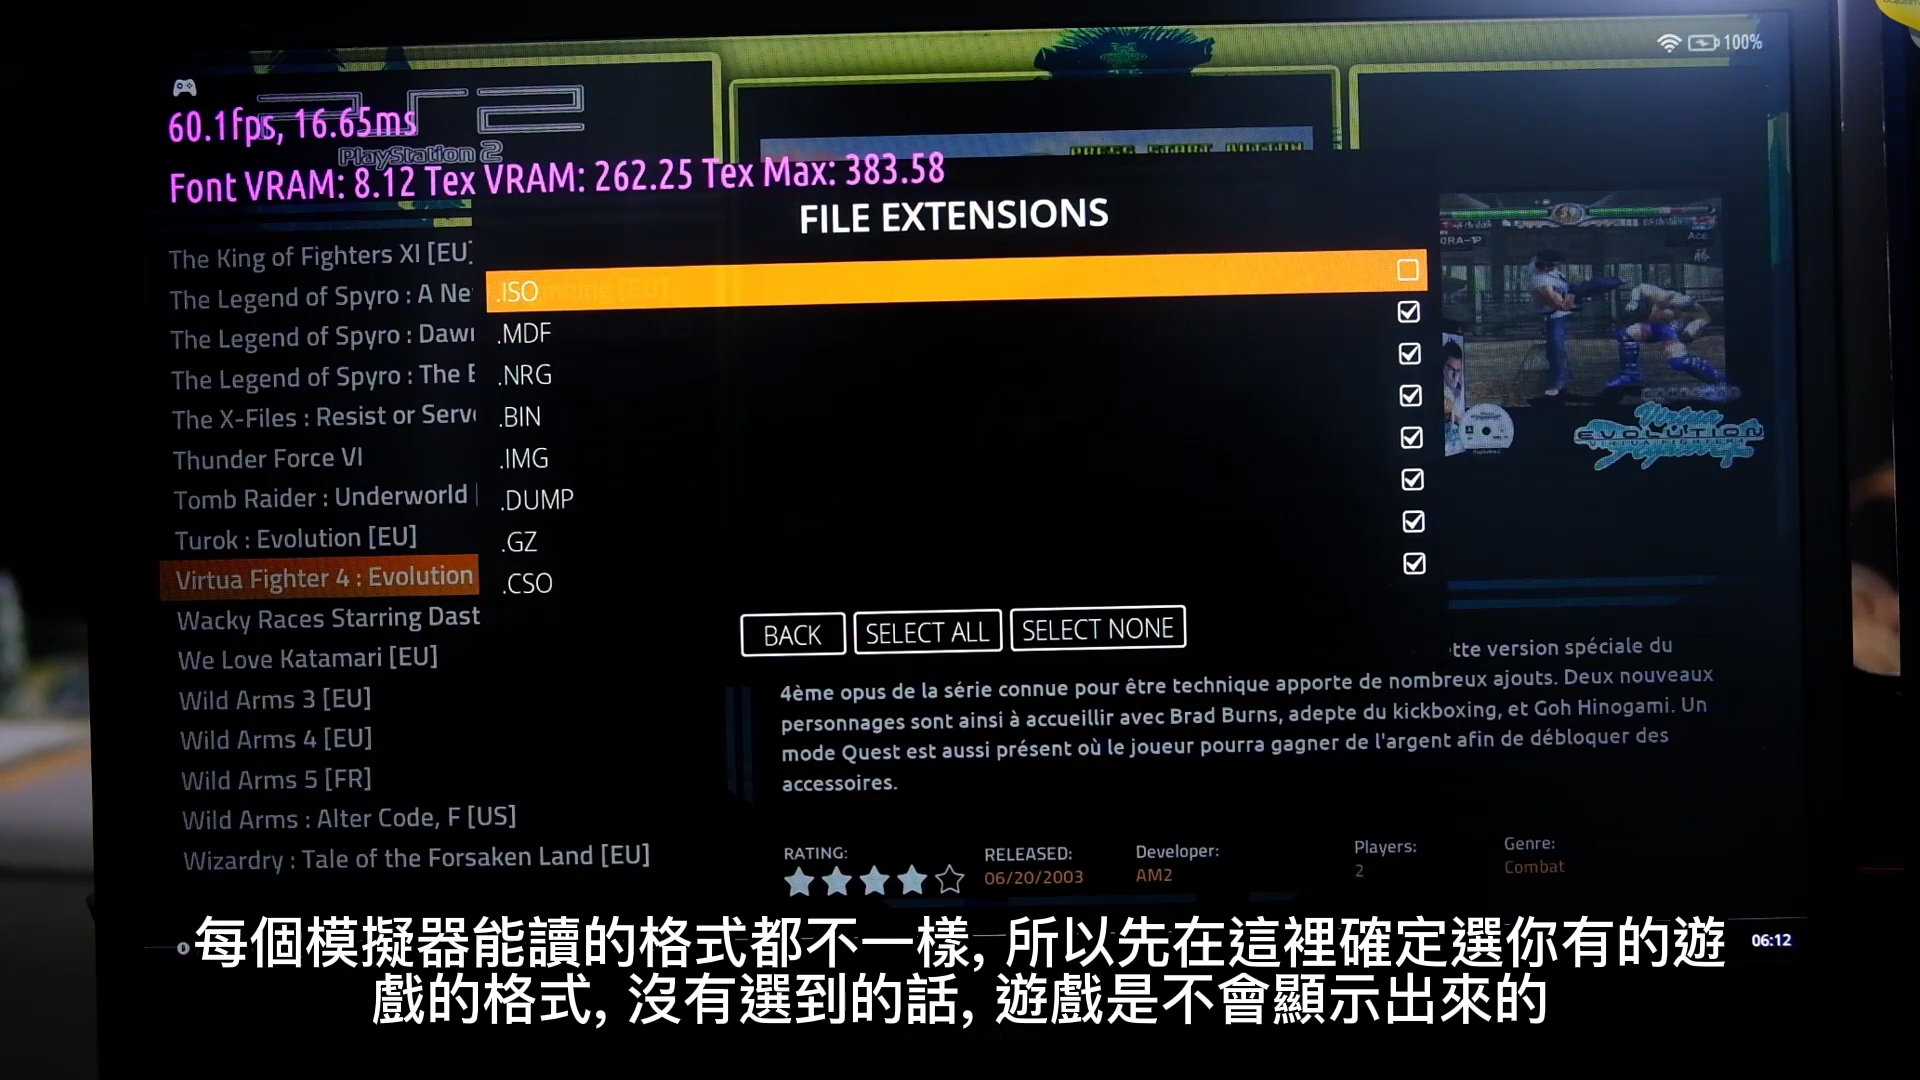 100%
60.1fps, 16.65ms
PlayStation 2
PRESS START BUTTON
Font VRAM: 8.12 Tex VRAM: 262.25 Tex Max: 383.58
FILE EXTENSIONS
The King of Fighters XI [EU]
The Legend of Spyro : A Ne
The Legend of Spyro : Daw
The Legend of Spyro : The
The X-Files : Resist or Serv
Thunder Force VI
Tomb Raider : Underworld
Turok : Evolution [EU]
Virtua Fighter 4 : Evolution
Wacky Races Starring Dast
We Love Katamari [EU]
Wild Arms 3 [EU]
Wild Arms 4 [EU]
Wild Arms 5 [FR]
Wild Arms : Alter Code, F [US]
Wizardry : Tale of the Forsaken Land [EU]
.ISO
.MDF
.NRG
.BIN
.IMG
.DUMP
.GZ
.CSO
BACK
SELECT ALL
SELECT NONE
EVOLUTION
tte version spéciale du
4ème opus de la série connue pour être technique apporte de nombreux ajouts. Deux nouveaux
personnages sont ainsi à accueillir avec Brad Burns, adepte du kickboxing, et Goh Hinogami. Un
mode Quest est aussi présent où le joueur pourra gagner de l'argent afin de débloquer des
accessoires.
RATING:
RELEASED:
06/20/2003
Developer:
AM2
Players:
2
Genre:
Combat
06:12
每個模擬器能讀的格式都不一樣, 所以先在這裡確定選你有的遊
戲的格式, 沒有選到的話, 遊戲是不會顯示出來的